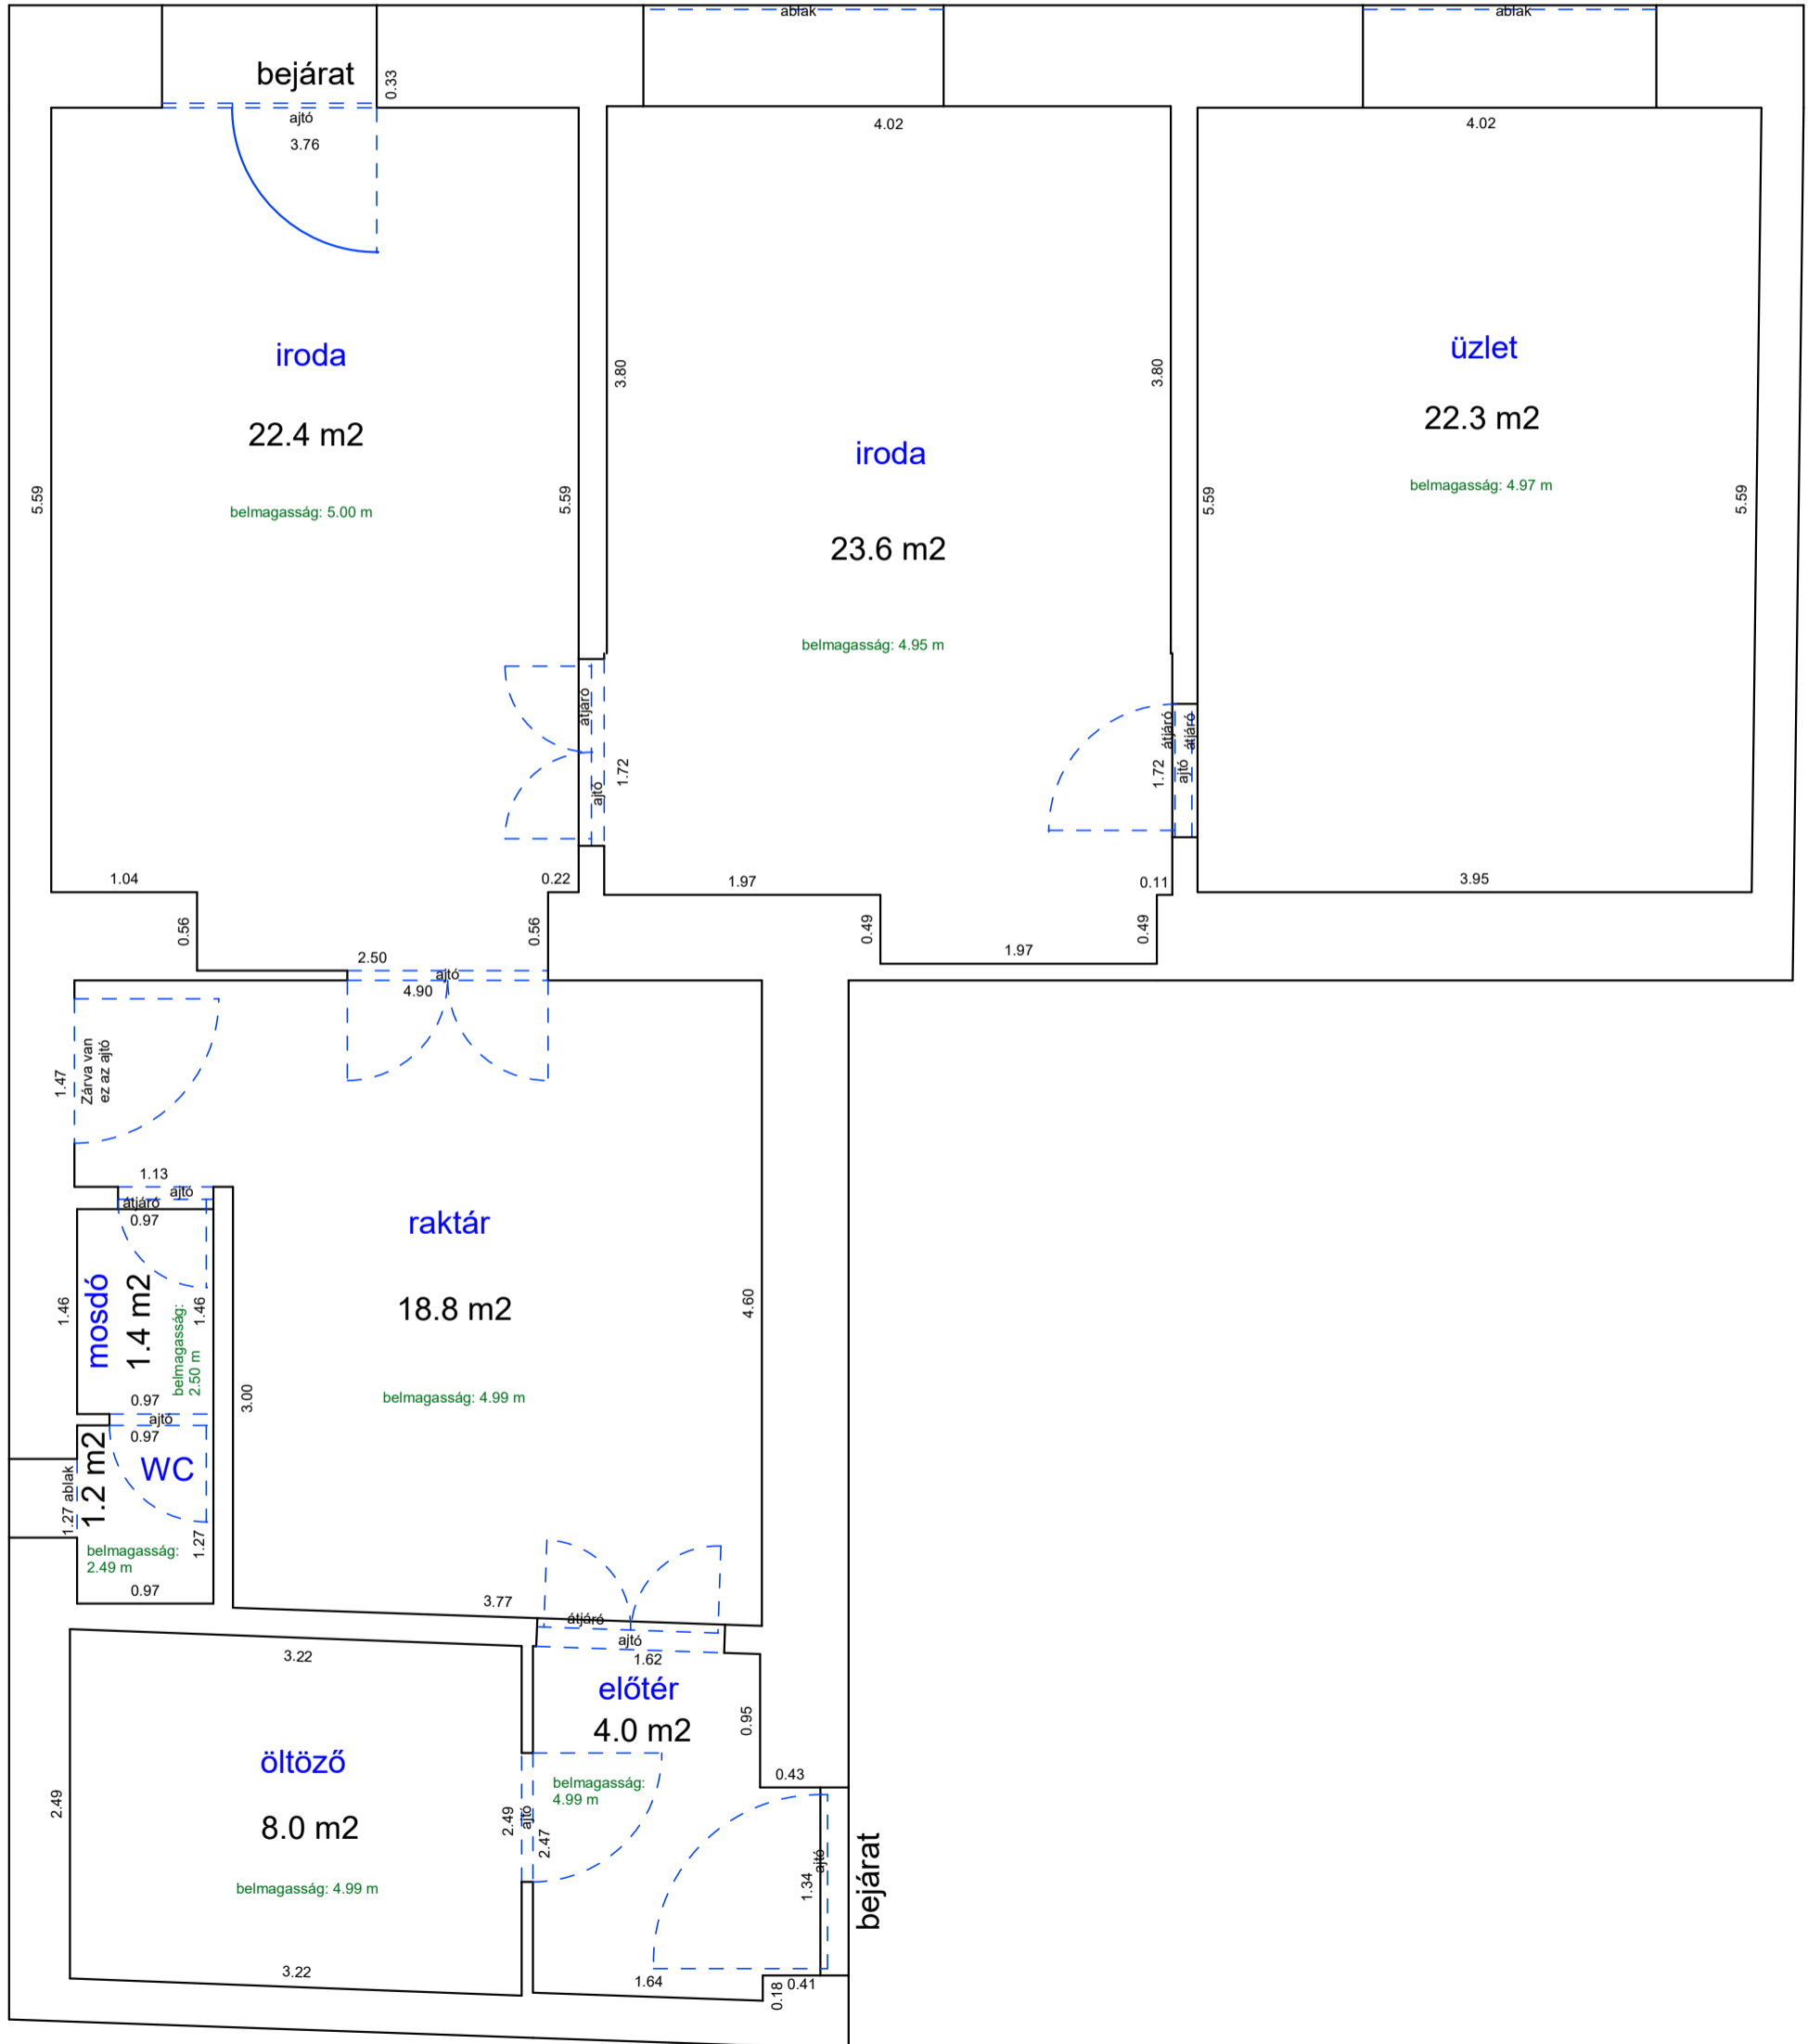 ablak
ablak
bejárat
0.33
ajtó
3.76
4.02
4.02
iroda
22.4 m2
belmagasság: 5.00 m
5.59
5.59
3.80
3.80
iroda
23.6 m2
belmagasság: 4.95 m
üzlet
22.3 m2
belmagasság: 4.97 m
5.59
5.59
átjáró
ajtó
1.72
1.72
átjáró
átjáró
ajtó
1.04
0.22
0.56
0.56
2.50
ajtó
4.90
1.97
0.11
0.49
0.49
1.97
3.95
1.47
Zárva van
ez az ajtó
1.13
ajtó
átjáró
0.97
mosdó
1.4 m2
belmagasság:
2.50 m
1.46
1.46
0.97
ajtó
0.97
WC
1.2 m2
1.27 ablak
1.27
belmagasság:
2.49 m
0.97
raktár
18.8 m2
belmagasság: 4.99 m
3.00
4.60
3.77
átjáró
ajtó
1.62
előtér
4.0 m2
belmagasság:
4.99 m
0.95
0.43
3.22
öltöző
8.0 m2
belmagasság: 4.99 m
2.49
2.49
ajtó
2.47
3.22
1.34
ajtó
bejárat
1.64
0.18
0.41